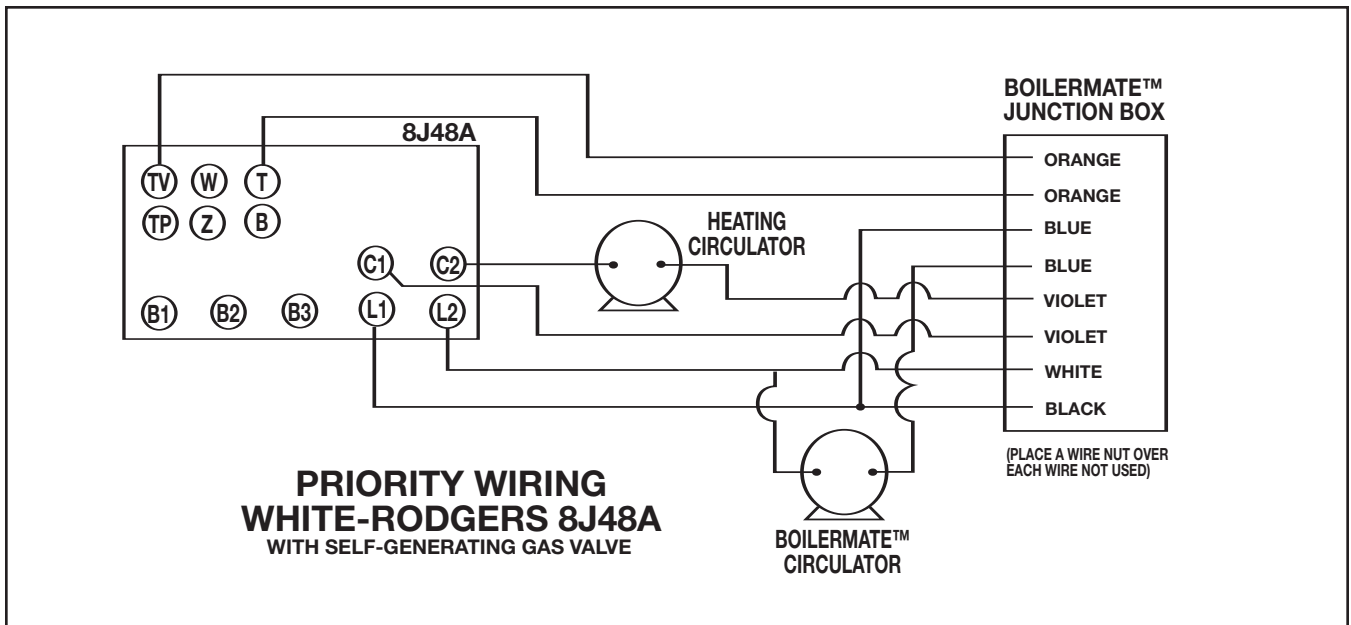 BOILERMATE™
JUNCTION BOX
8J48A
TV W T
TP Z B
C1 C2
B1 B2 B3 L1 L2
HEATING
CIRCULATOR
ORANGE
ORANGE
BLUE
BLUE
VIOLET
VIOLET
WHITE
BLACK
(PLACE A WIRE NUT OVER
EACH WIRE NOT USED)
PRIORITY WIRING
WHITE-RODGERS 8J48A
WITH SELF-GENERATING GAS VALVE
BOILERMATE™
CIRCULATOR